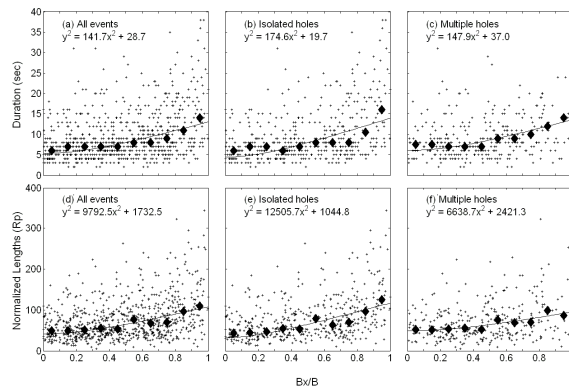 (a) All events
y² = 141.7x² + 28.7
(b) Isolated holes
y² = 174.6x² + 19.7
(c) Multiple holes
y² = 147.9x² + 37.0
Duration (sec)
40
35
30
25
20
15
10
5
0
(d) All events
y² = 9792.5x² + 1732.5
(e) Isolated holes
y² = 12505.7x² + 1044.8
(f) Multiple holes
y² = 6638.7x² + 2421.3
Normalized Lengths (Rp)
400
300
200
100
0
0 0.2 0.4 0.6 0.8 1 0.2 0.4 0.6 0.8 1 0.2 0.4 0.6 0.8 1
Bx/B